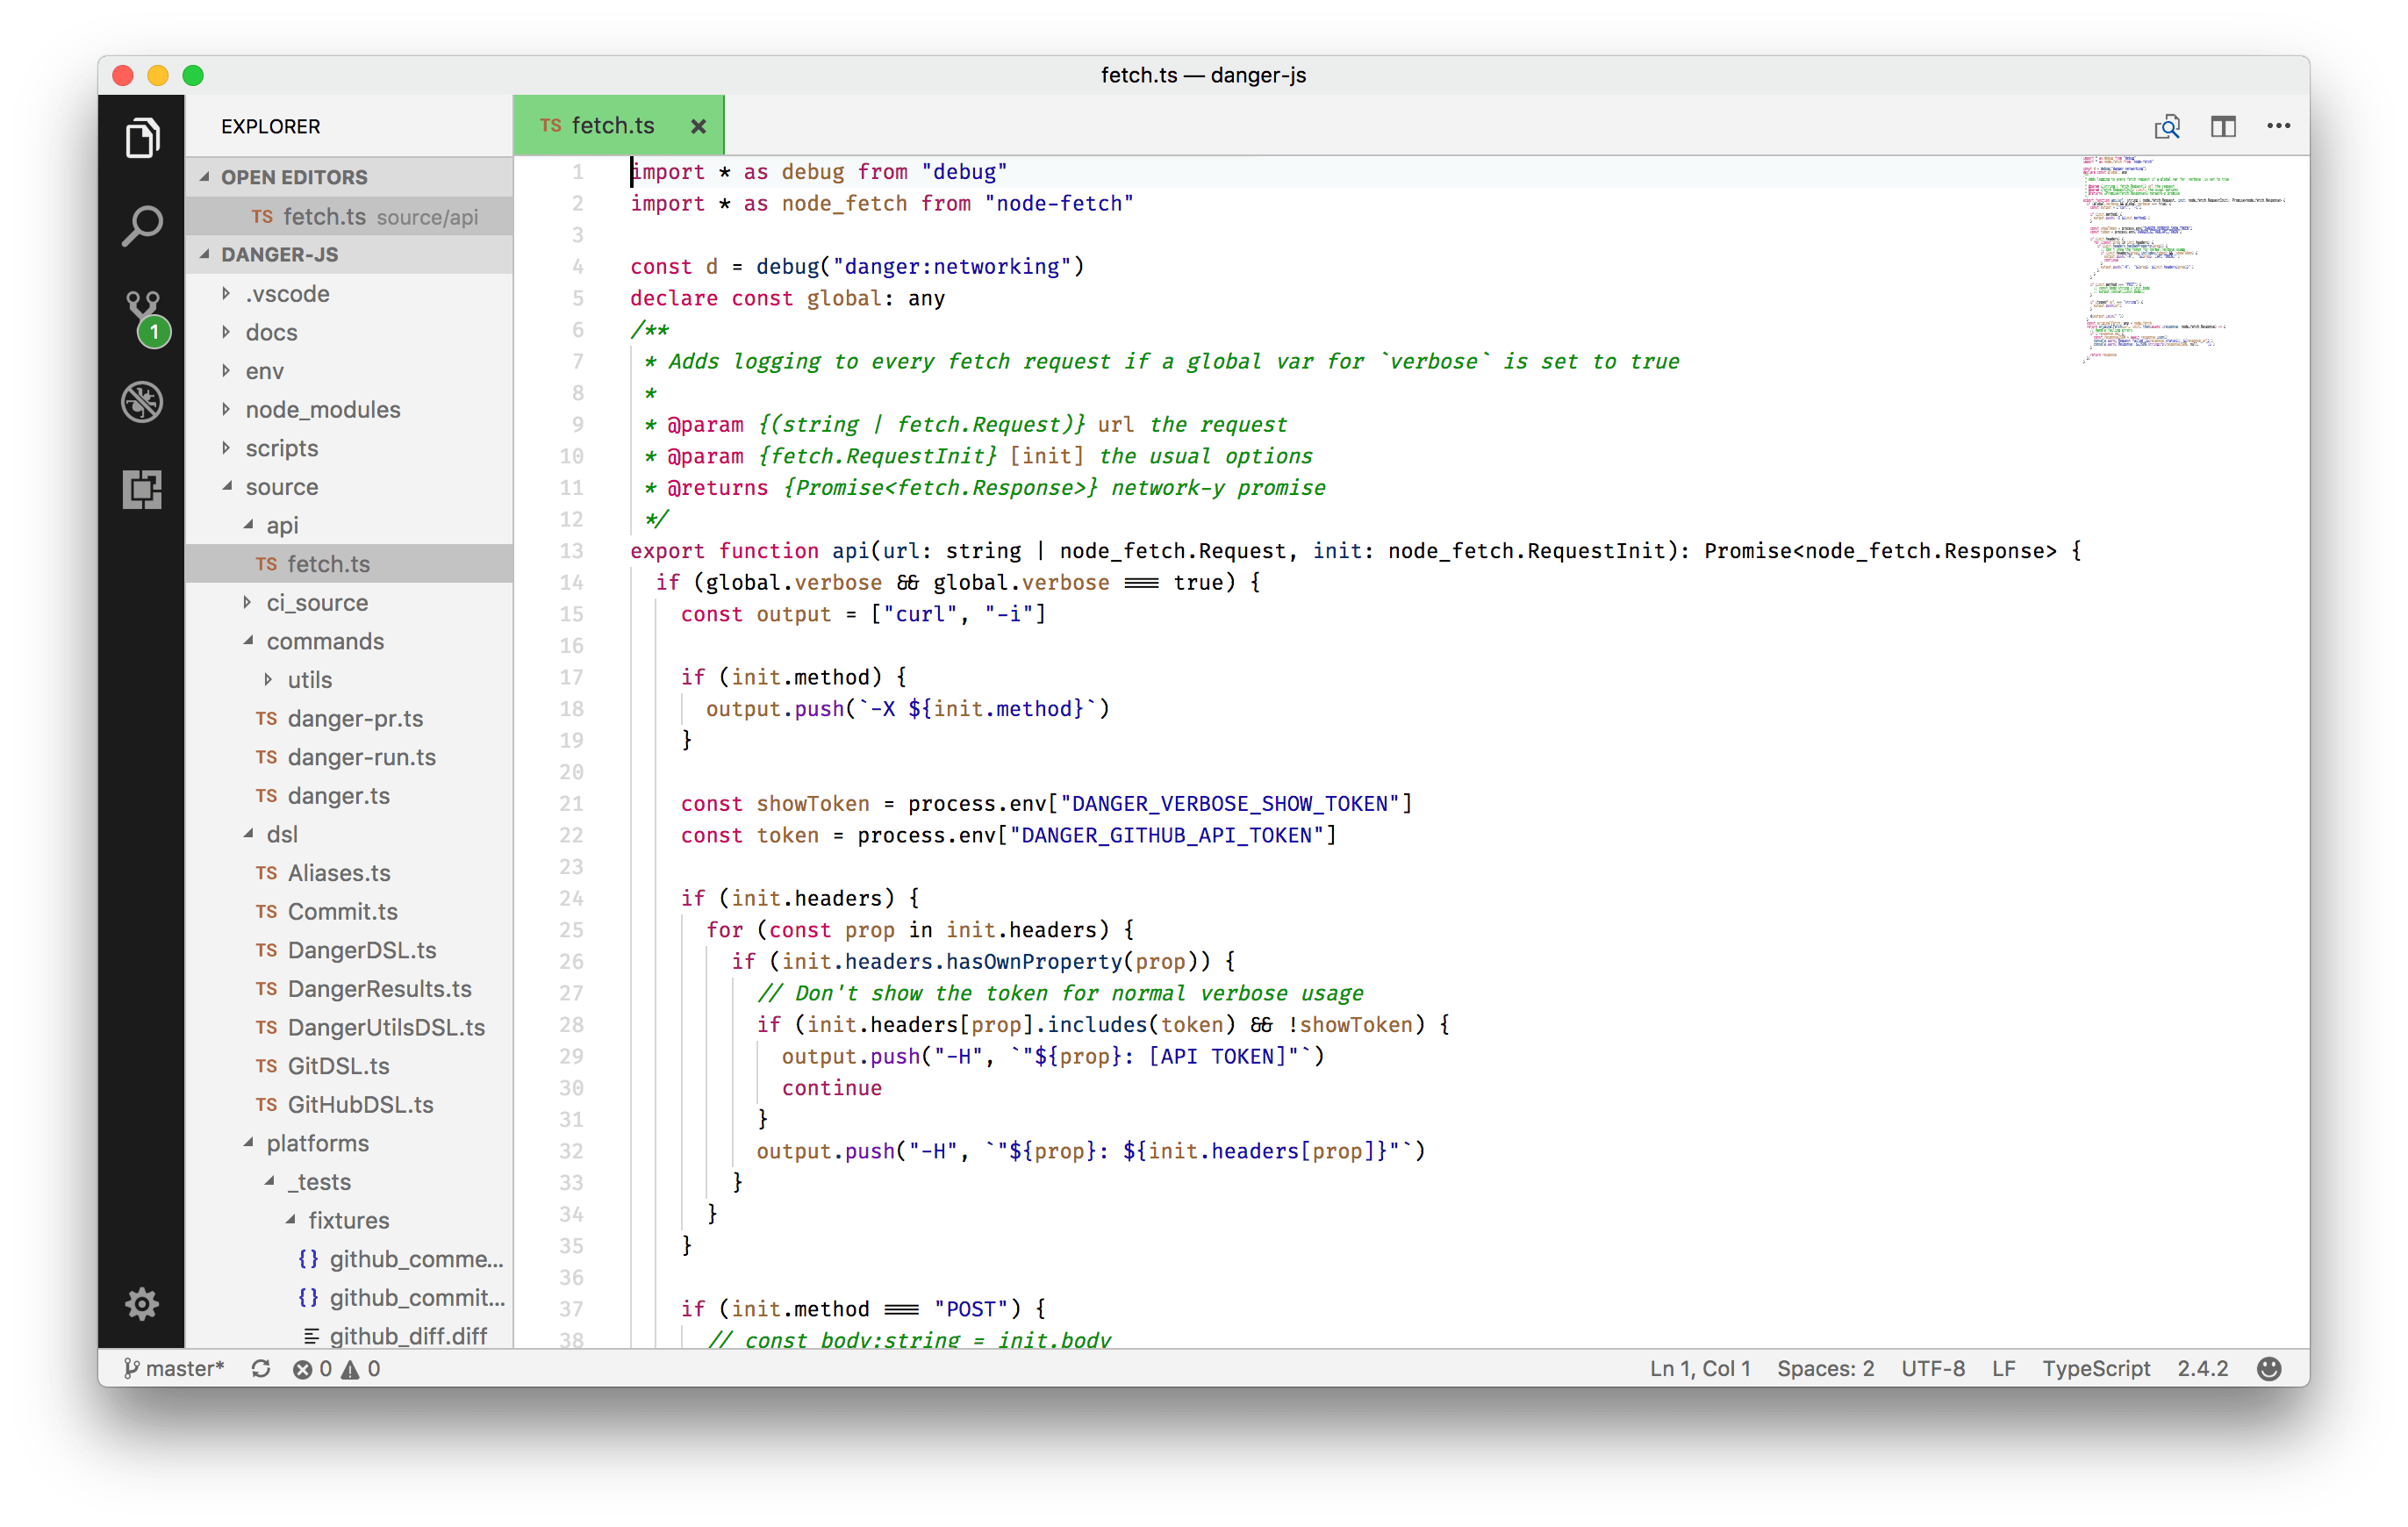 fetch.ts — danger-js
EXPLORER
OPEN EDITORS
TS fetch.ts source/api
DANGER-JS
.vscode
docs
env
node_modules
scripts
source
api
TS fetch.ts
ci_source
commands
utils
TS danger-pr.ts
TS danger-run.ts
TS danger.ts
dsl
TS Aliases.ts
TS Commit.ts
TS DangerDSL.ts
TS DangerResults.ts
TS DangerUtilsDSL.ts
TS GitDSL.ts
TS GitHubDSL.ts
platforms
_tests
fixtures
{} github_comme...
{} github_commit...
github_diff.diff
1
TS fetch.ts
1 import * as debug from "debug"
2 import * as node_fetch from "node-fetch"
3
4 const d = debug("danger:networking")
5 declare const global: any
6 /**
7  * Adds logging to every fetch request if a global var for `verbose` is set to true
8  *
9  * @param {(string | fetch.Request)} url the request
10  * @param {fetch.RequestInit} [init] the usual options
11  * @returns {Promise<fetch.Response>} network-y promise
12  */
13 export function api(url: string | node_fetch.Request, init: node_fetch.RequestInit): Promise<node_fetch.Response> {
14   if (global.verbose && global.verbose === true) {
15     const output = ["curl", "-i"]
16
17     if (init.method) {
18       output.push(`-X ${init.method}`)
19     }
20
21     const showToken = process.env["DANGER_VERBOSE_SHOW_TOKEN"]
22     const token = process.env["DANGER_GITHUB_API_TOKEN"]
23
24     if (init.headers) {
25       for (const prop in init.headers) {
26         if (init.headers.hasOwnProperty(prop)) {
27           // Don't show the token for normal verbose usage
28           if (init.headers[prop].includes(token) && !showToken) {
29             output.push("-H", `"${prop}: [API TOKEN]"`)
30             continue
31           }
32           output.push("-H", `"${prop}: ${init.headers[prop]}"`)
33         }
34       }
35     }
36
37     if (init.method === "POST") {
38       // const body:string = init.body
master* 0 0
Ln 1, Col 1 Spaces: 2 UTF-8 LF TypeScript 2.4.2